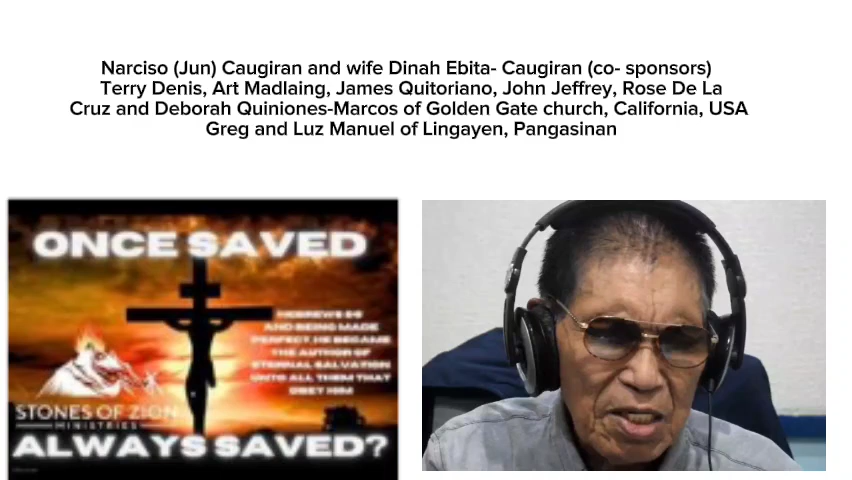 Narciso (Jun) Caugiran and wife Dinah Ebita- Caugiran (co- sponsors)
Terry Denis, Art Madlaing, James Quitoriano, John Jeffrey, Rose De La
Cruz and Deborah Quiniones-Marcos of Golden Gate church, California, USA
Greg and Luz Manuel of Lingayen, Pangasinan
ONCE SAVED
HEBREWS 5:9
AND BEING MADE
PERFECT, HE BECAME
THE AUTHOR OF
ETERNAL SALVATION
UNTO ALL THEM THAT
OBEY HIM
STONES OF ZION
MINISTRIES
ALWAYS SAVED?